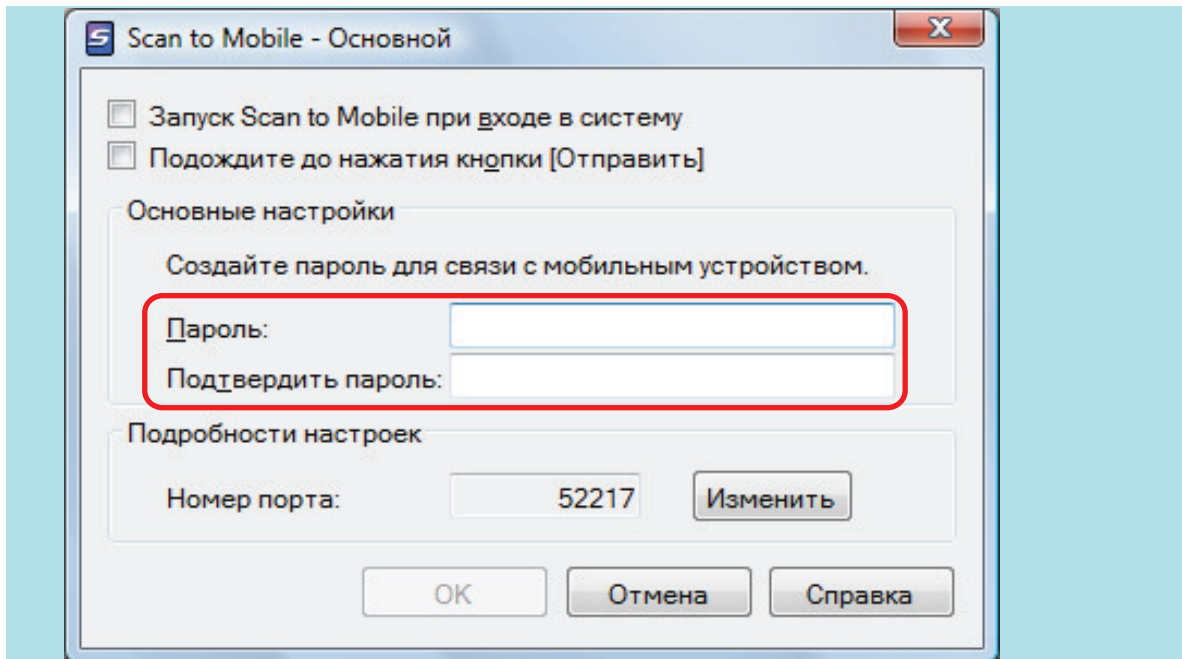 Scan to Mobile - Основной
Запуск Scan to Mobile при входе в систему
Подождите до нажатия кнопки [Отправить]
Основные настройки
Создайте пароль для связи с мобильным устройством.
Пароль:
Подтвердить пароль:
Подробности настроек
Номер порта: 52217 Изменить
OK Отмена Справка